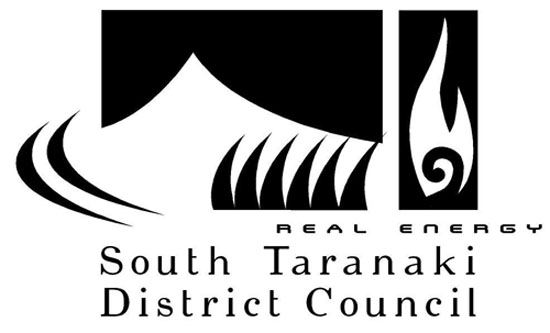 REAL ENERGY
South Taranaki
District Council